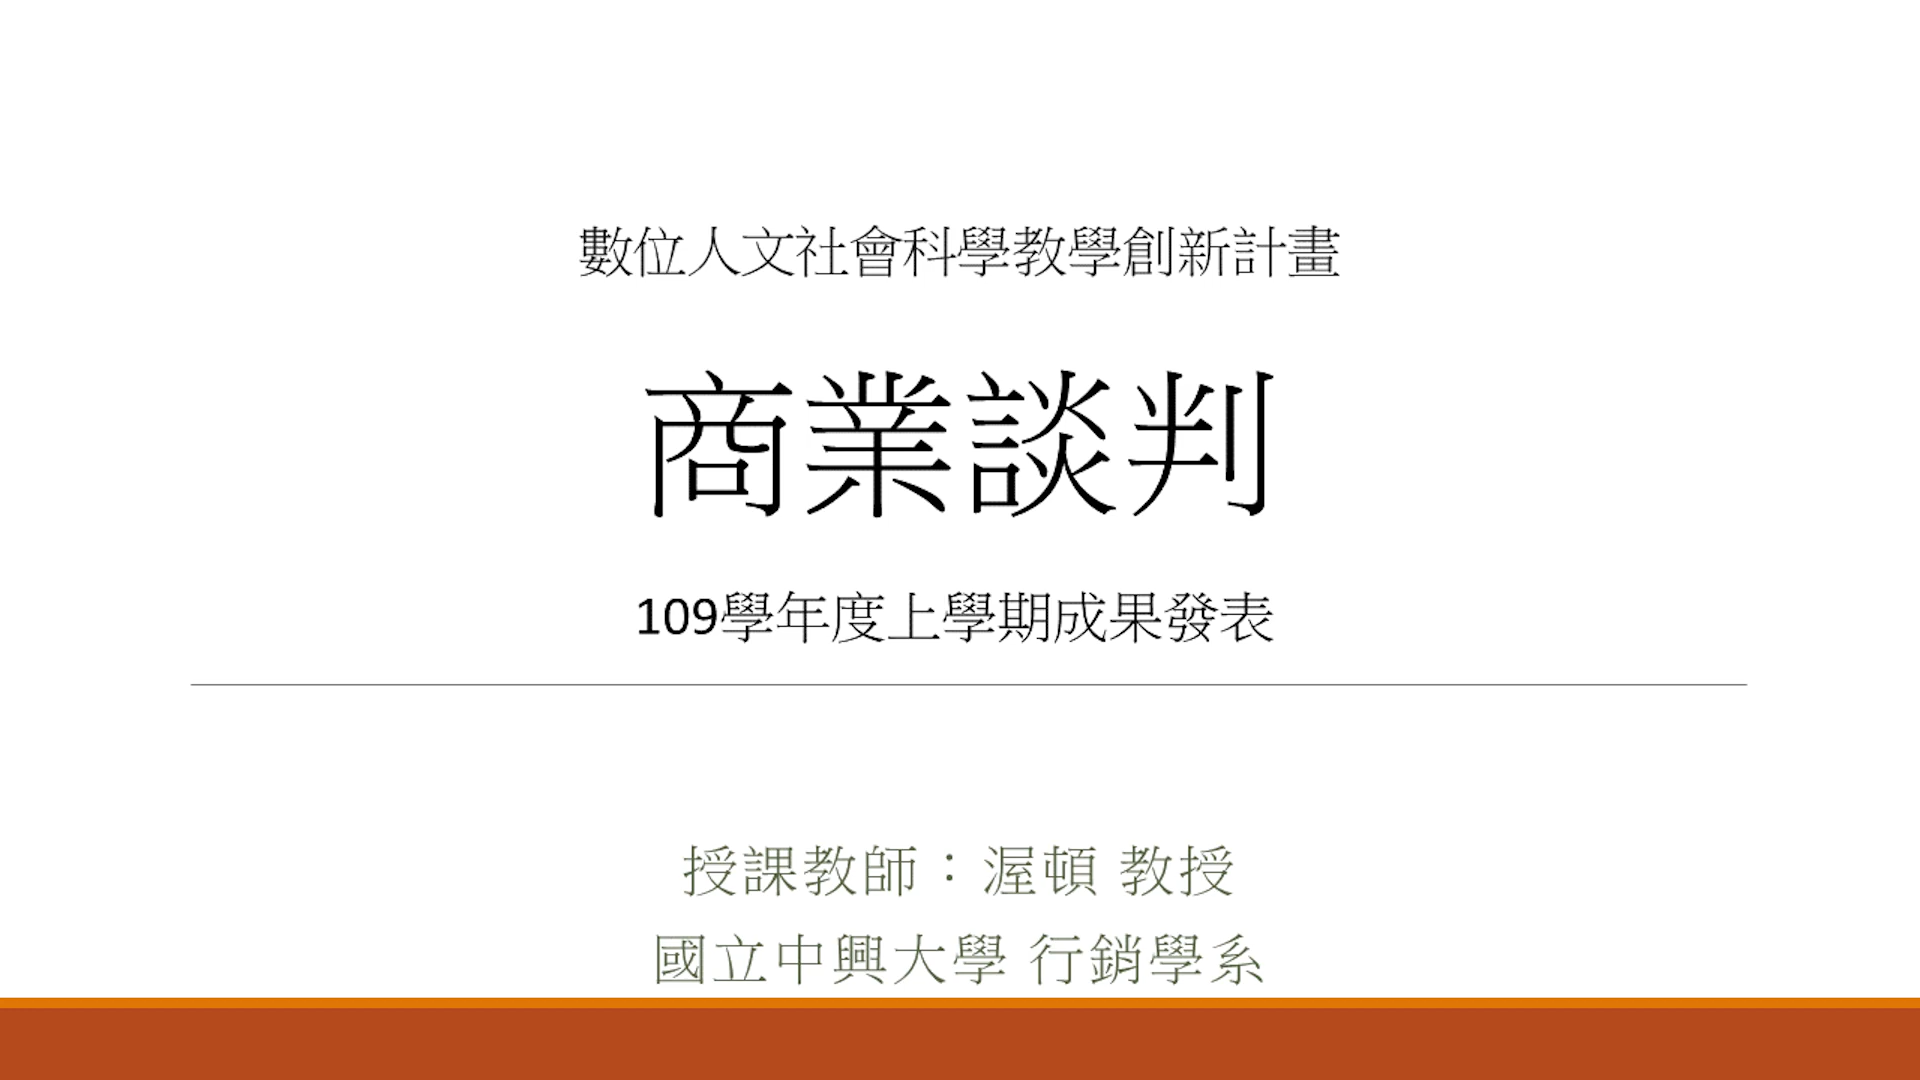 數位人文社會科學教學創新計畫
商業談判
109學年度上學期成果發表
授課教師：渥頓 教授
國立中興大學 行銷學系